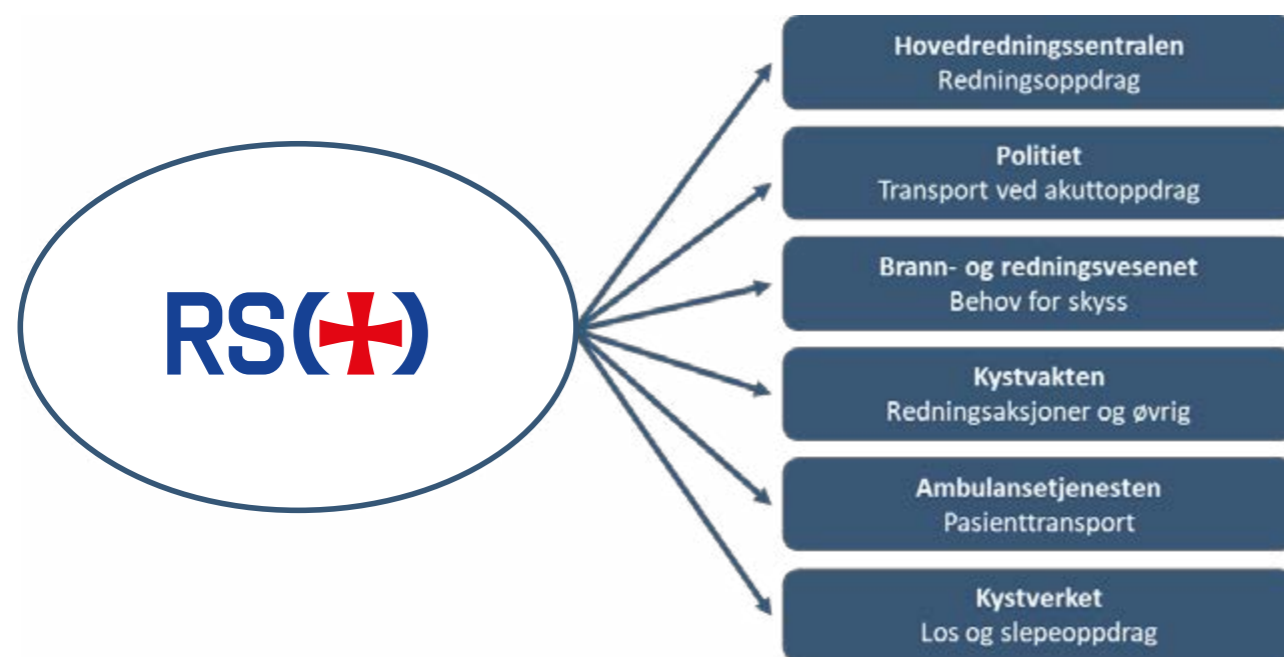 RS
Hovedredningssentralen
Redningsoppdrag
Politiet
Transport ved akuttoppdrag
Brann- og redningsvesenet
Behov for skyss
Kystvakten
Redningsaksjoner og øvrig
Ambulansetjenesten
Pasienttransport
Kystverket
Los og slepeoppdrag